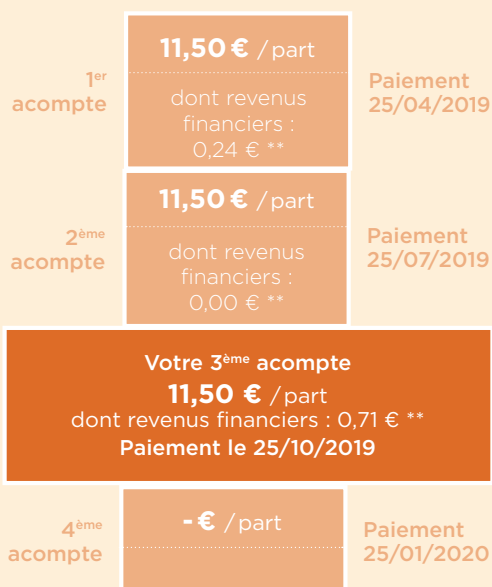 1er
acompte
11,50 € / part
dont revenus
financiers :
0,24 € **
Paiement
25/04/2019
2ème
acompte
11,50 € / part
dont revenus
financiers :
0,00 € **
Paiement
25/07/2019
Votre 3ème acompte
11,50 € / part
dont revenus financiers : 0,71 € **
Paiement le 25/10/2019
4ème
acompte
- € / part
Paiement
25/01/2020